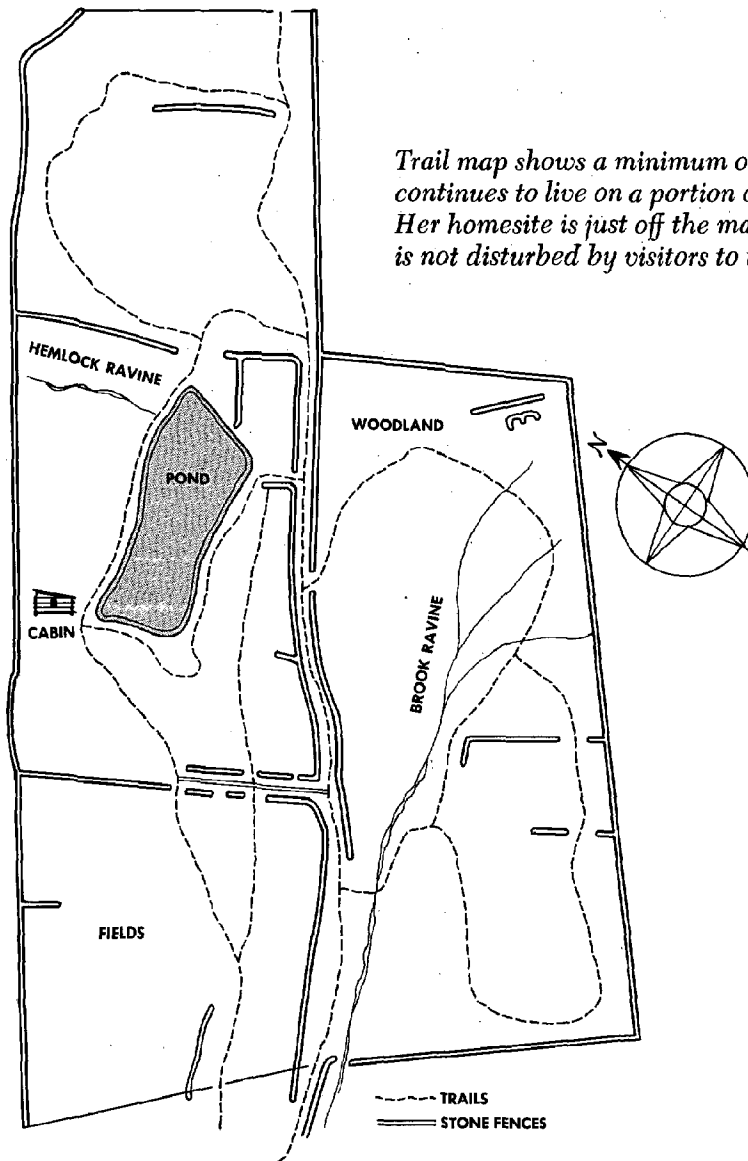 Trail map shows a minimum o
continues to live on a portion o
Her homesite is just off the ma
is not disturbed by visitors to
HEMLOCK RAVINE
WOODLAND
N
POND
CABIN
BROOK RAVINE
FIELDS
TRAILS
STONE FENCES